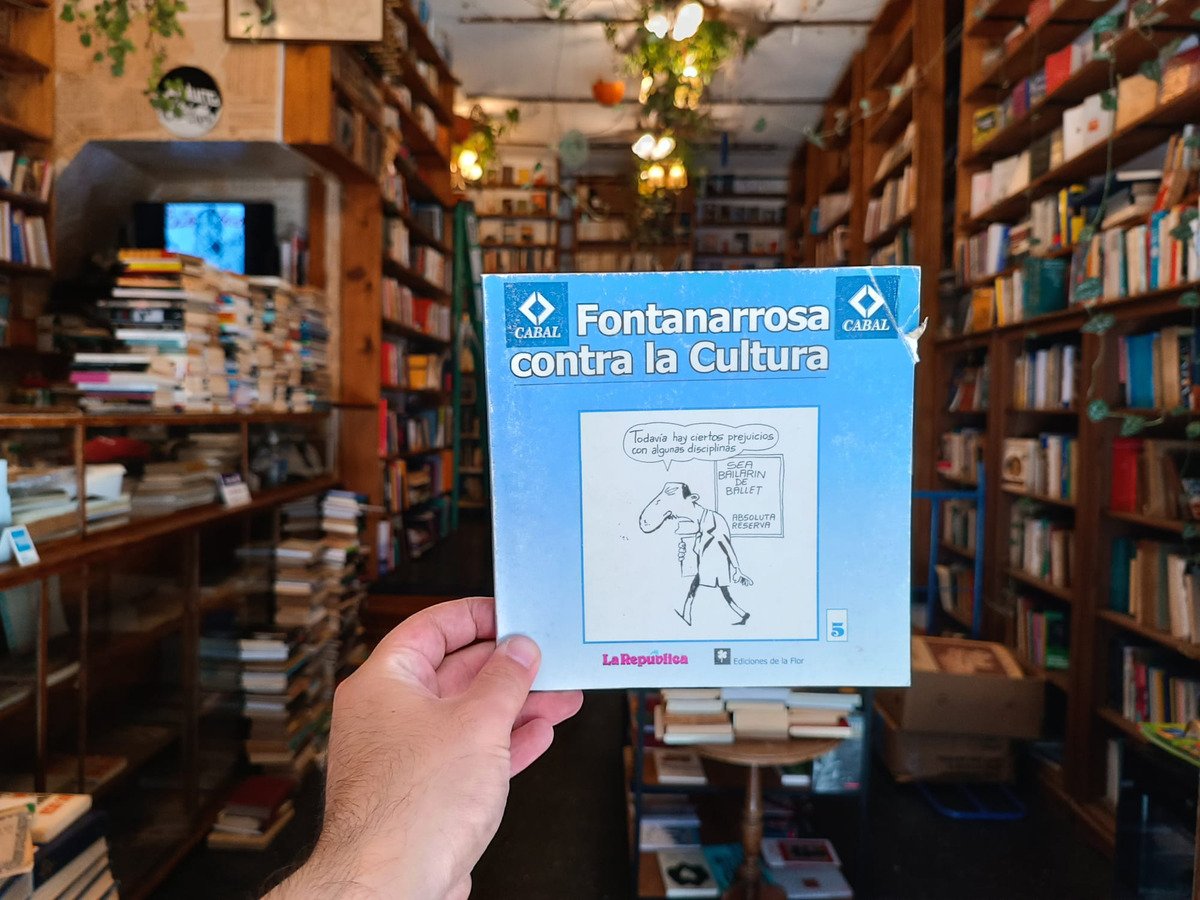 CABAL
Fontanarrosa
CABAL
contra la Cultura
Todavía hay ciertos prejuicios
con algunas disciplinas
SEA
BAILARIN
DE
BALLET
ABSOLUTA
RESERVA
5
La República
Ediciones de la Flor